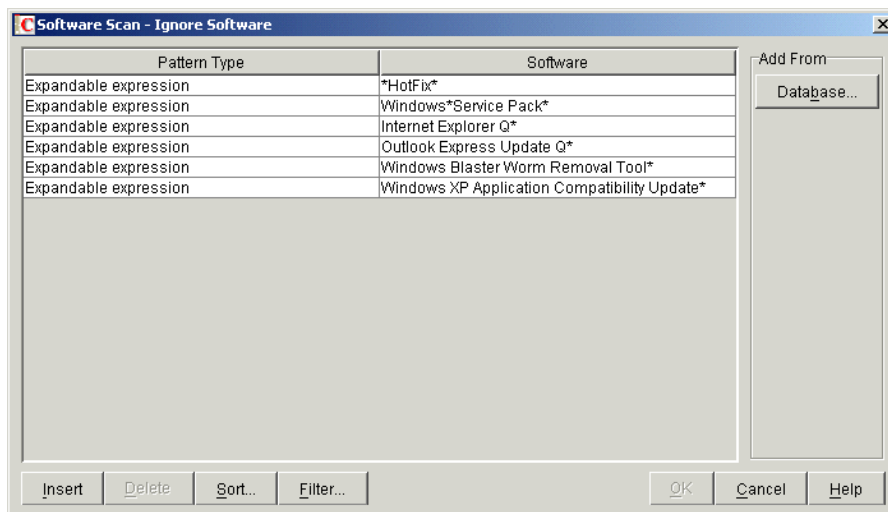 Software Scan - Ignore Software
Pattern Type Software
Expandable expression *HotFix*
Expandable expression Windows*Service Pack*
Expandable expression Internet Explorer Q*
Expandable expression Outlook Express Update Q*
Expandable expression Windows Blaster Worm Removal Tool*
Expandable expression Windows XP Application Compatibility Update*
Add From
Database...
Insert Delete Sort... Filter... OK Cancel Help